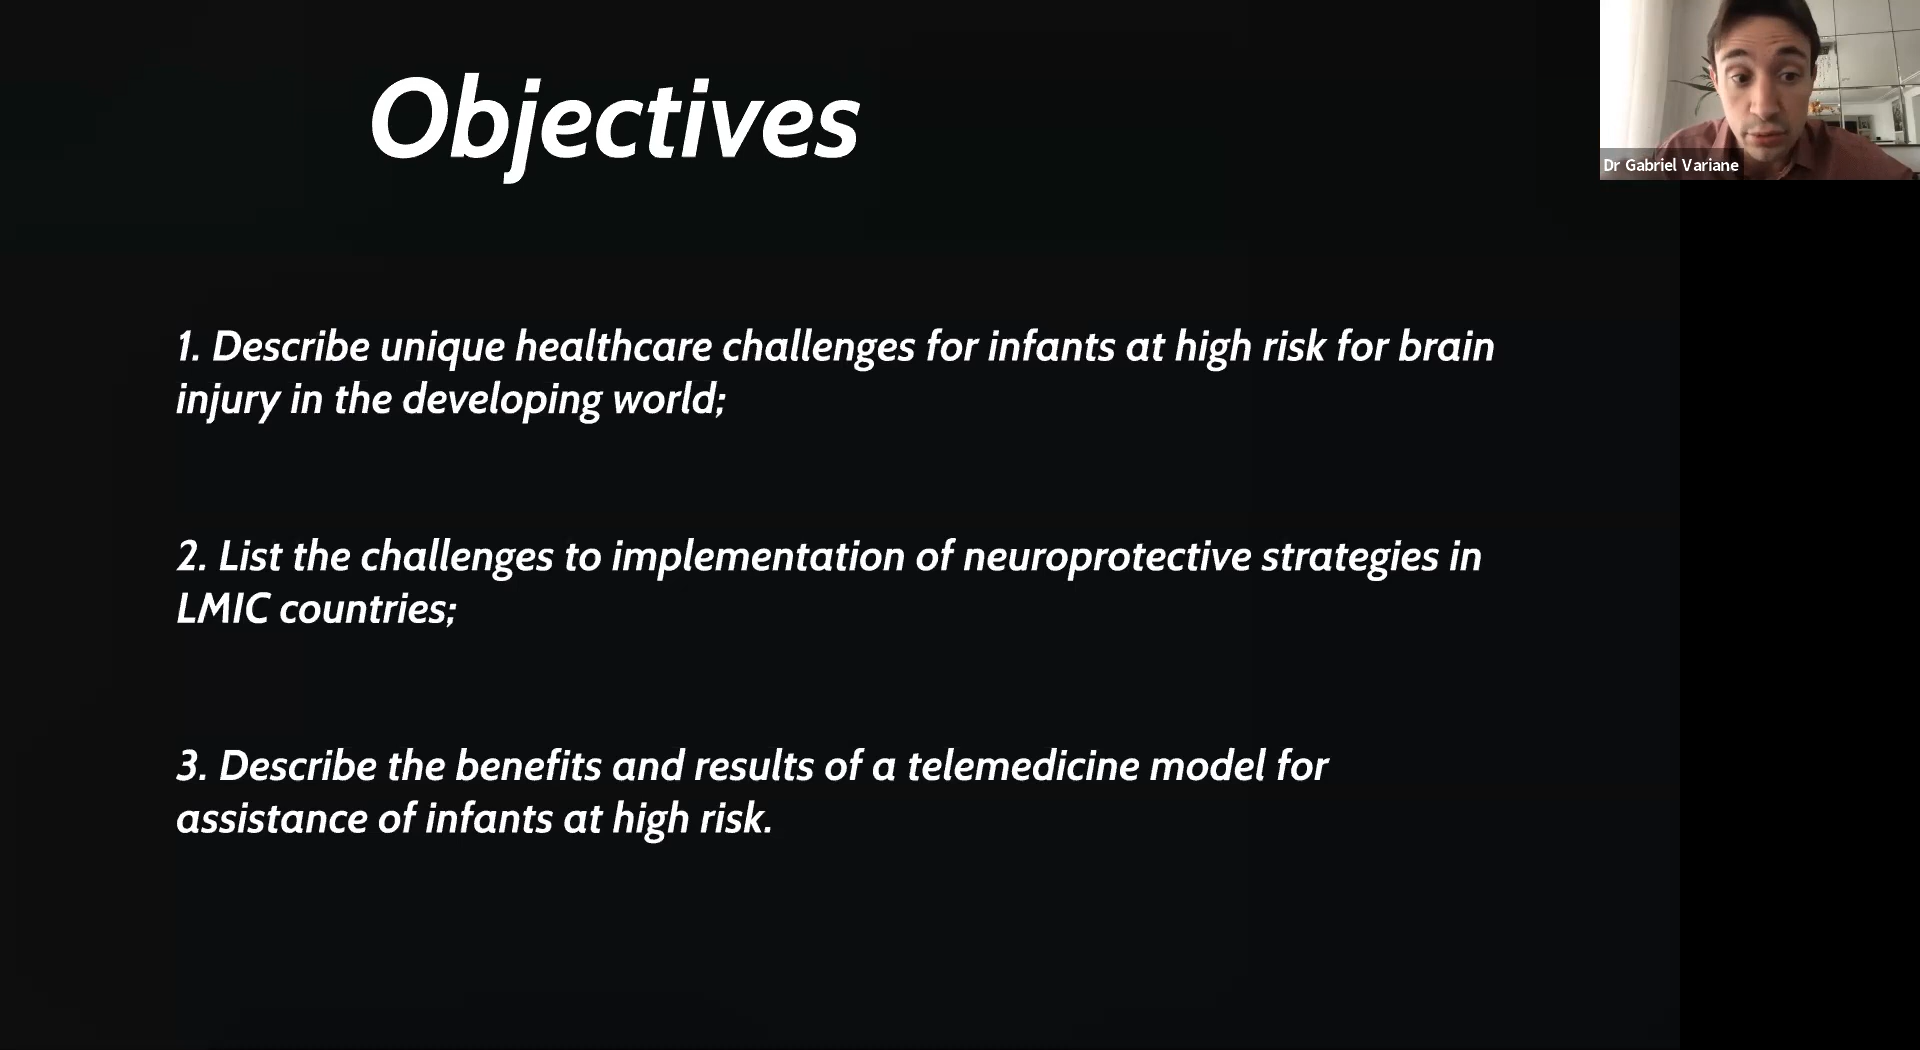 Objectives
Dr Gabriel Variane
1. Describe unique healthcare challenges for infants at high risk for brain
injury in the developing world;
2. List the challenges to implementation of neuroprotective strategies in
LMIC countries;
3. Describe the benefits and results of a telemedicine model for
assistance of infants at high risk.